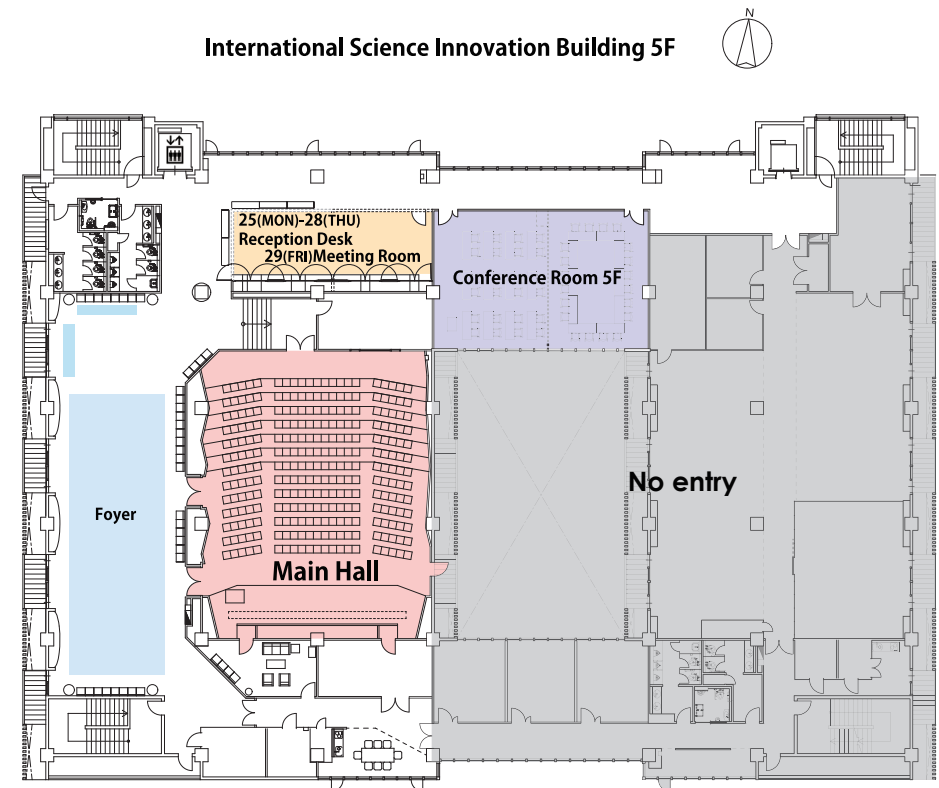 N
International Science Innovation Building 5F
25(MON)-28(THU)
Reception Desk
29(FRI)Meeting Room
Conference Room 5F
No entry
Foyer
Main Hall